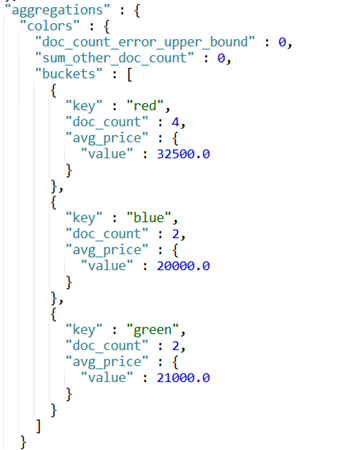 "aggregations" : {
"colors" : {
"doc_count_error_upper_bound" : 0,
"sum_other_doc_count" : 0,
"buckets" : [
{
"key" : "red",
"doc_count" : 4,
"avg_price" : {
"value" : 32500.0
}
},
{
"key" : "blue",
"doc_count" : 2,
"avg_price" : {
"value" : 20000.0
}
},
{
"key" : "green",
"doc_count" : 2,
"avg_price" : {
"value" : 21000.0
}
}
]
}